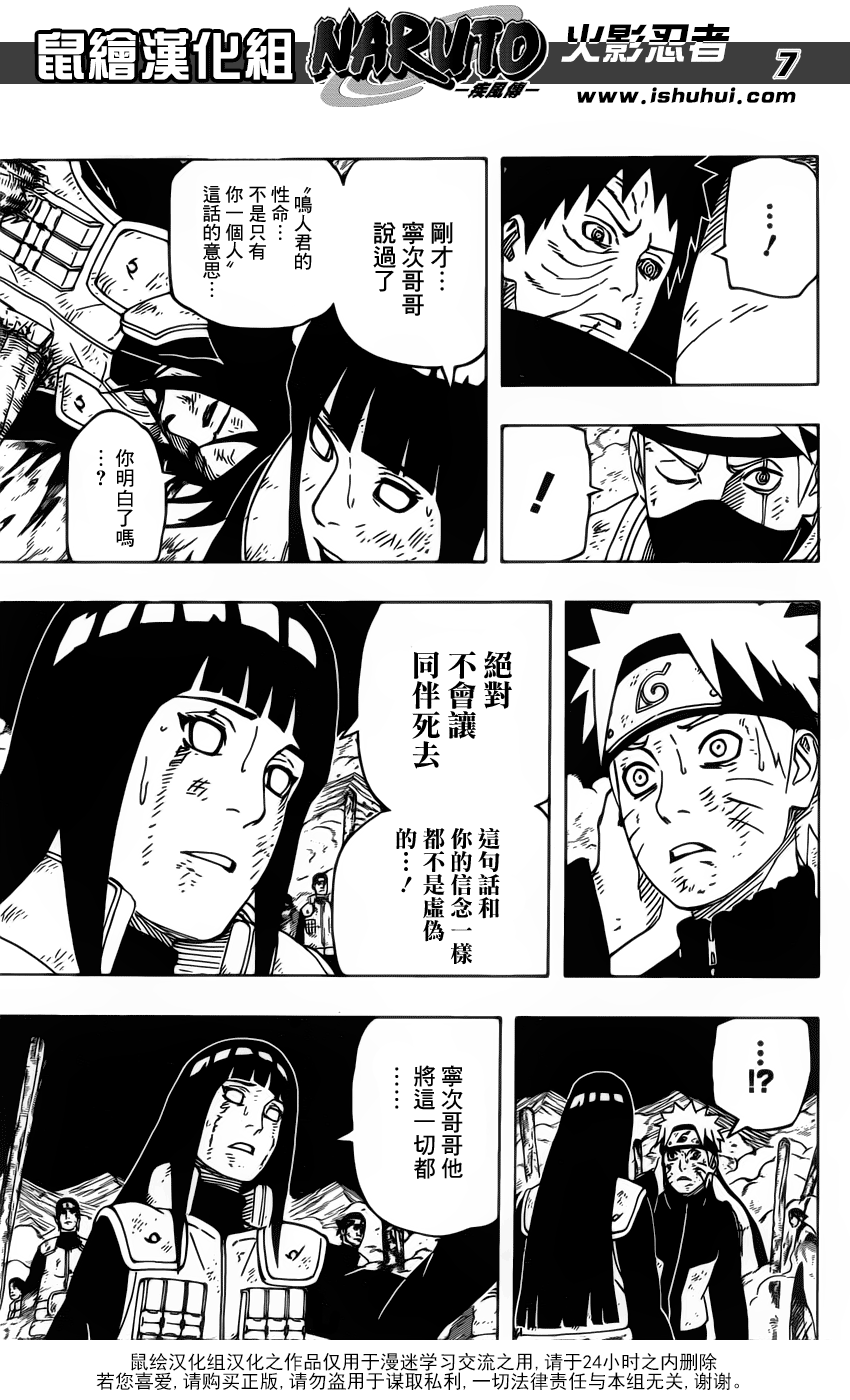 鼠繪漢化組
NARUTO
火影忍者
7
疾風傳
www.ishuhui.com
…！
剛才…
寧次哥哥
說過了
“鳴人君的
性命…
不是只有
你一個人”
這話的意思…
你明白了嗎
…？
！
絕對
不會讓
同伴死去
這句話和
你的信念一樣
都不是虛偽
的…！
…!?
寧次哥哥他
將這一切都
……
鼠绘汉化组汉化之作品仅用于漫迷学习交流之用, 请于24小时之内删除
若您喜爱, 请购买正版, 请勿用于谋取私利, 一切法律责任与本组无关, 谢谢。